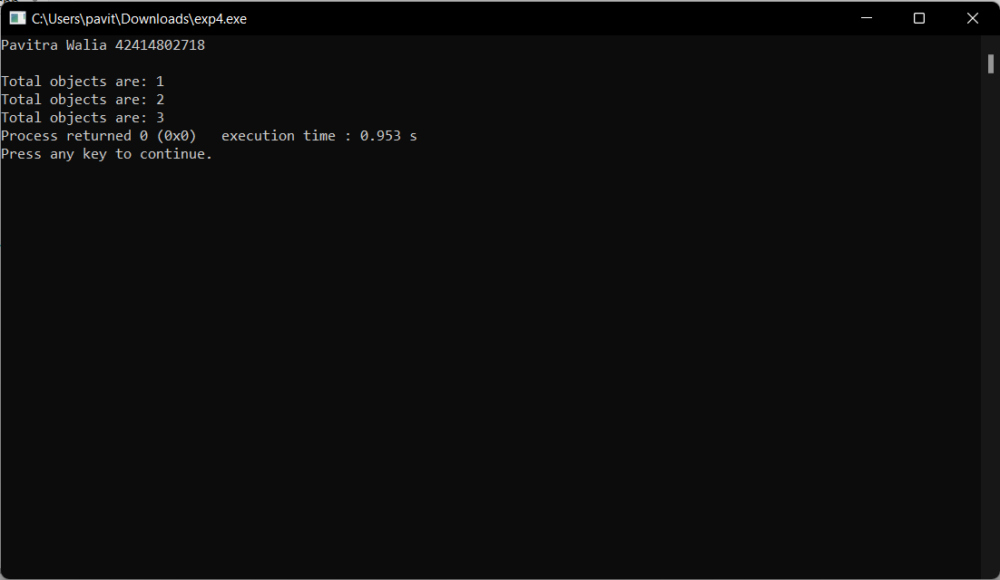 C:\Users\pavit\Downloads\exp4.exe
Pavitra Walia 42414802718
Total objects are: 1
Total objects are: 2
Total objects are: 3
Process returned 0 (0x0)   execution time : 0.953 s
Press any key to continue.